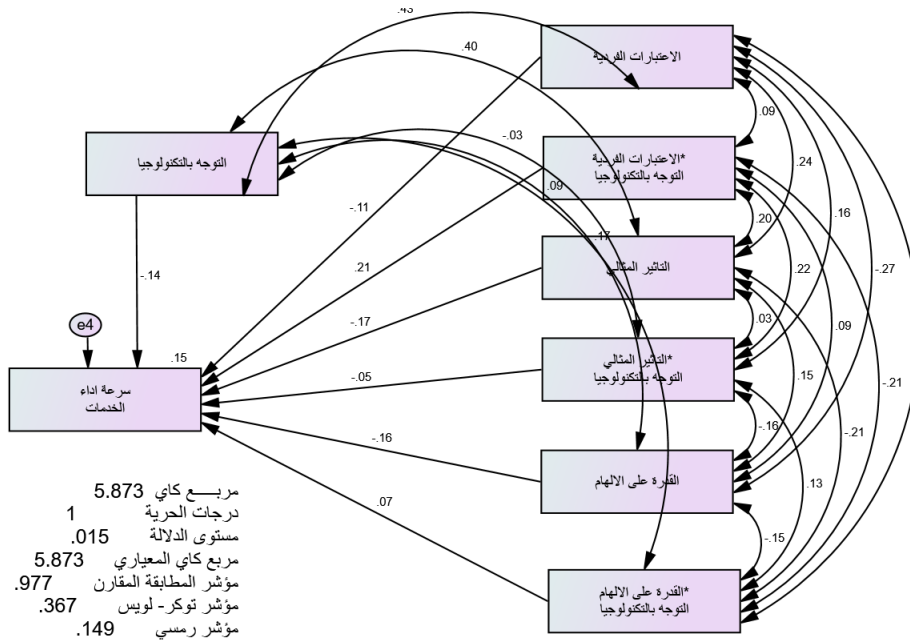 .43
.40
الاعتبارات الفردية
.09
-.03
التوجه بالتكنولوجيا
*الاعتبارات الفردية
التوجه بالتكنولوجيا
.24
.09
-.11
.20
.16
.17
.21
التاثير المثالي
.22
-.27
-.14
-.17
.03
.09
e4
.15
*التاثير المثالي
التوجه بالتكنولوجيا
.15
-.21
سرعة اداء
الخدمات
-.05
-.16
-.21
-.16
القدرة على الالهام
.13
.07
-.15
*القدرة على الالهام
التوجه بالتكنولوجيا
مربـــع كاي 5.873
درجات الحرية 1
مستوى الدلالة .015
مربع كاي المعياري 5.873
مؤشر المطابقة المقارن .977
مؤشر توكر- لويس .367
مؤشر رمسي .149